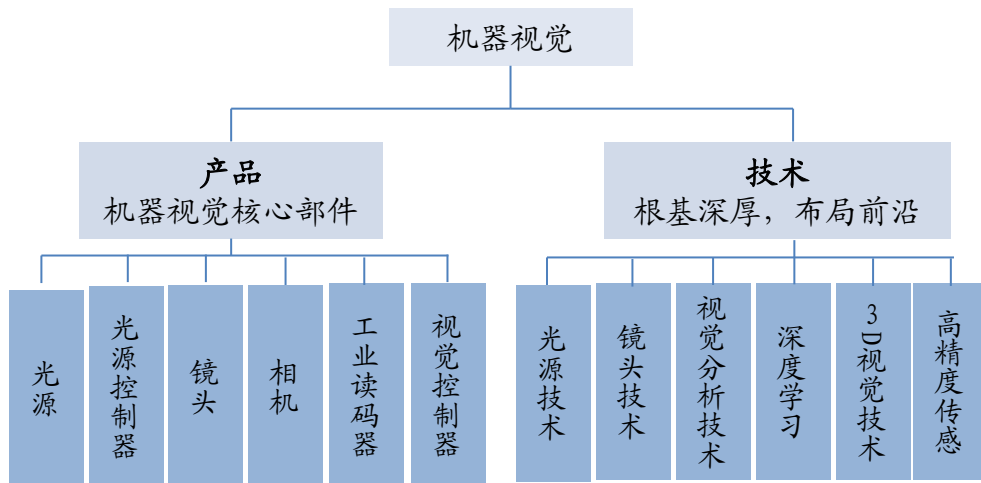 机器视觉
产品
机器视觉核心部件
技术
根基深厚，布局前沿
光源
光源控制器
镜头
相机
工业读码器
视觉控制器
光源技术
镜头技术
视觉分析技术
深度学习
3D视觉技术
高精度传感